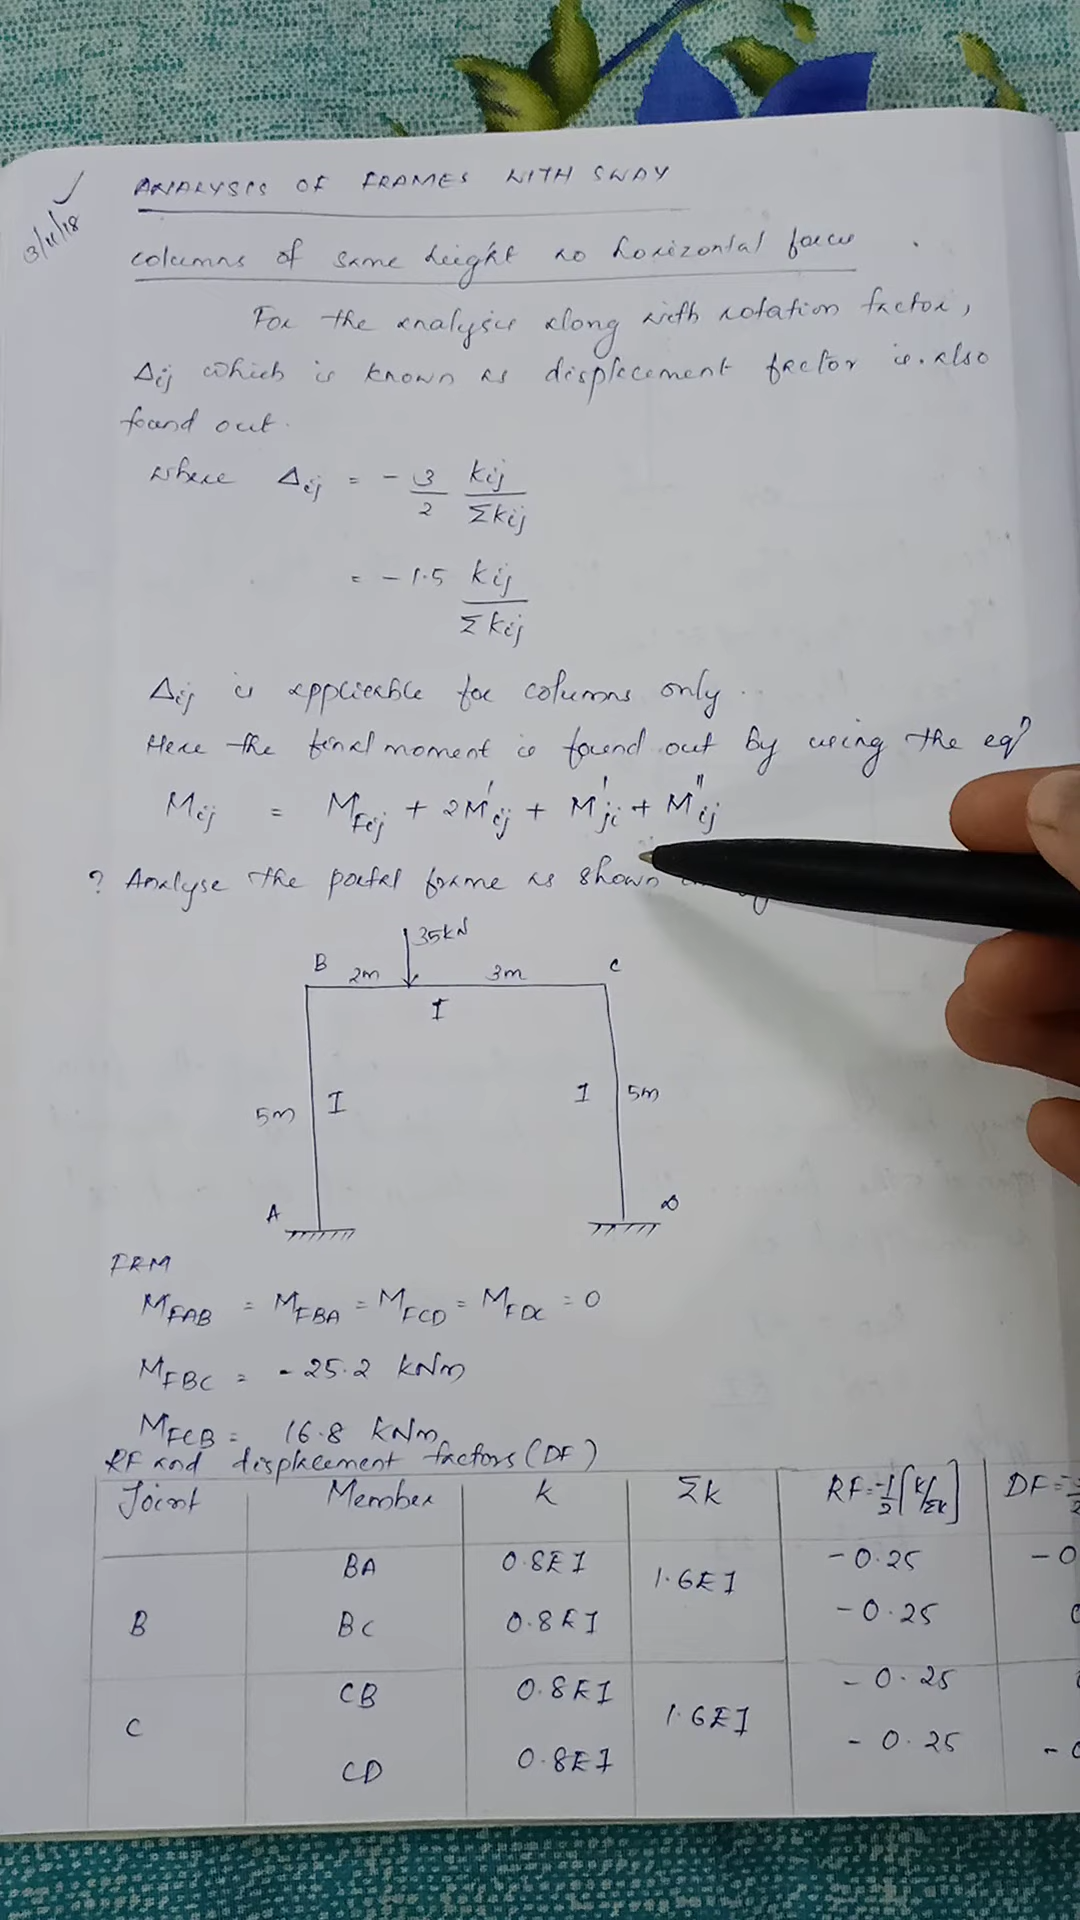 3/11/18
ANALYSIS OF FRAMES WITH SWAY
columns of same height no horizontal force
For the analysis along with rotation factor,
Δij which is known as displacement factor is also
found out.
where Δij = - 3/2 kij/Σkij
= - 1.5 kij/Σkij
Δij is applicable for columns only.
Here the final moment is found out by using the eqn
Mij = MFij + 2M'ij + M'ji + M''ij
? Analyse the portal frame as shown
35kN
B 2m 3m C
I
5m I I 5m
A D
FEM
MFAB = MFBA = MFCD = MFDC = 0
MFBC = - 25.2 kNm
MFCB = 16.8 kNm
RF and displacement factors (DF)
Joint Member k Σk RF = -1/2 [k/Σk] DF =
BA 0.8EI 1.6EI - 0.25 - 0
B BC 0.8EI - 0.25
CB 0.8EI - 0.25
C 1.6EI
CD 0.8EI - 0.25 - 0